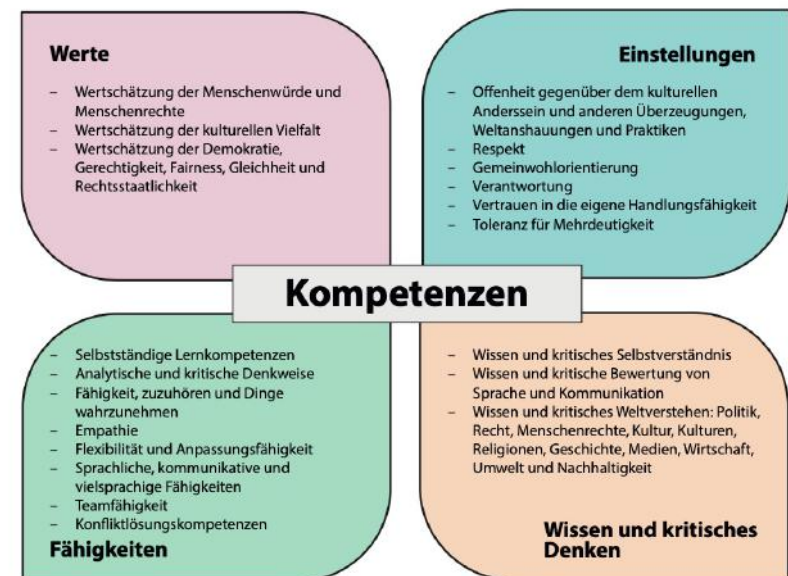 Werte
– Wertschätzung der Menschenwürde und
Menschenrechte
– Wertschätzung der kulturellen Vielfalt
– Wertschätzung der Demokratie,
Gerechtigkeit, Fairness, Gleichheit und
Rechtsstaatlichkeit
Einstellungen
– Offenheit gegenüber dem kulturellen
Anderssein und anderen Überzeugungen,
Weltanshauungen und Praktiken
– Respekt
– Gemeinwohlorientierung
– Verantwortung
– Vertrauen in die eigene Handlungsfähigkeit
– Toleranz für Mehrdeutigkeit
Kompetenzen
– Selbstständige Lernkompetenzen
– Analytische und kritische Denkweise
– Fähigkeit, zuzuhören und Dinge
wahrzunehmen
– Empathie
– Flexibilität und Anpassungsfähigkeit
– Sprachliche, kommunikative und
vielsprachige Fähigkeiten
– Teamfähigkeit
– Konfliktlösungskompetenzen
Fähigkeiten
– Wissen und kritisches Selbstverständnis
– Wissen und kritische Bewertung von
Sprache und Kommunikation
– Wissen und kritisches Weltverstehen: Politik,
Recht, Menschenrechte, Kultur, Kulturen,
Religionen, Geschichte, Medien, Wirtschaft,
Umwelt und Nachhaltigkeit
Wissen und kritisches
Denken